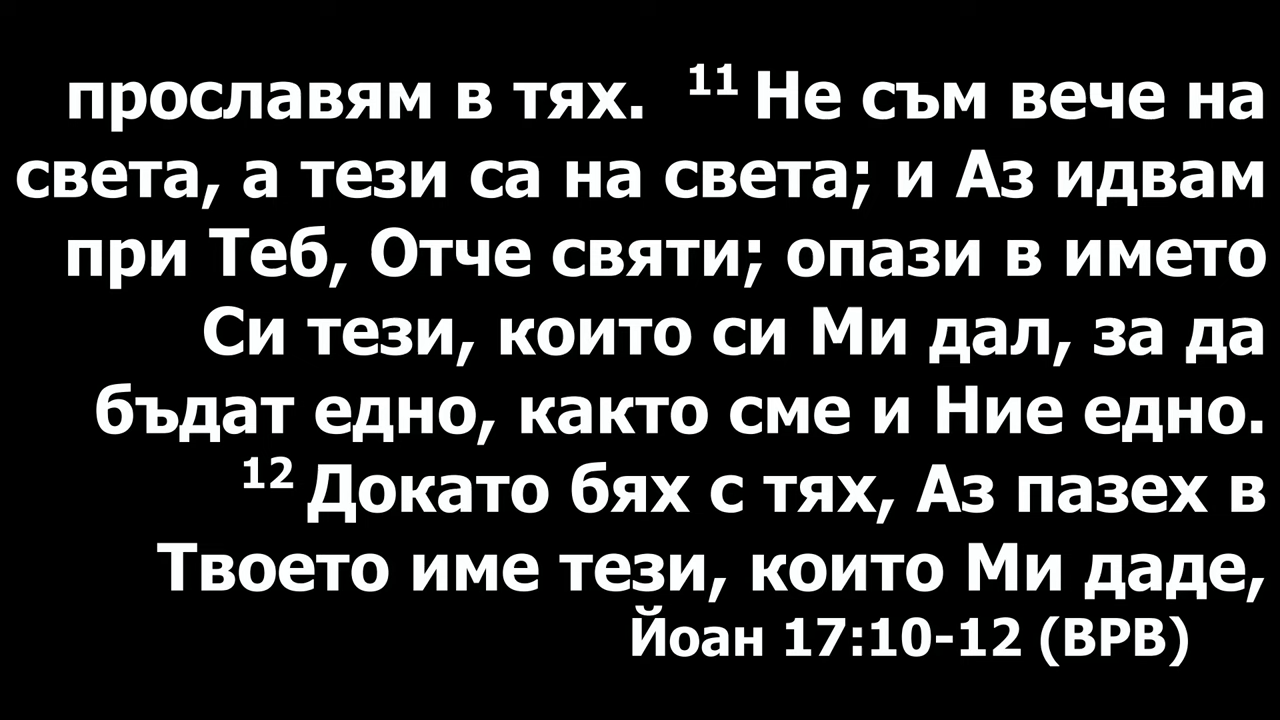 прославям в тях. 11 Не съм вече на
света, а тези са на света; и Аз идвам
при Теб, Отче святи; опази в името
Си тези, които си Ми дал, за да
бъдат едно, както сме и Ние едно.
12 Докато бях с тях, Аз пазех в
Твоето име тези, които Ми даде,
Йоан 17:10-12 (ВРВ)